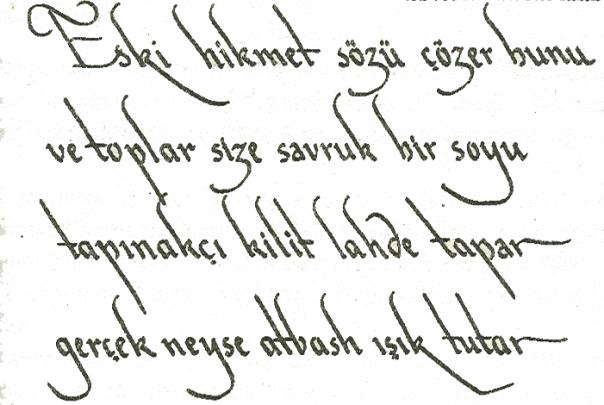 Eski hikmet sözü çözer bunu
ve toplar size savruk bir soyu
tapınakçı kilit lahde tapar
gerçek neyse atbash ışık tutar